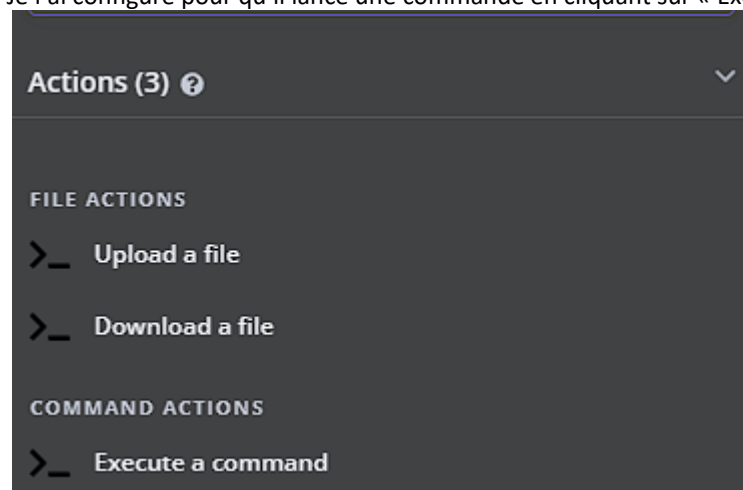 Je l'ai configuré pour qu'il lance une commande en cliquant sur « Ex
Actions (3) ?
FILE ACTIONS
>_ Upload a file
>_ Download a file
COMMAND ACTIONS
>_ Execute a command